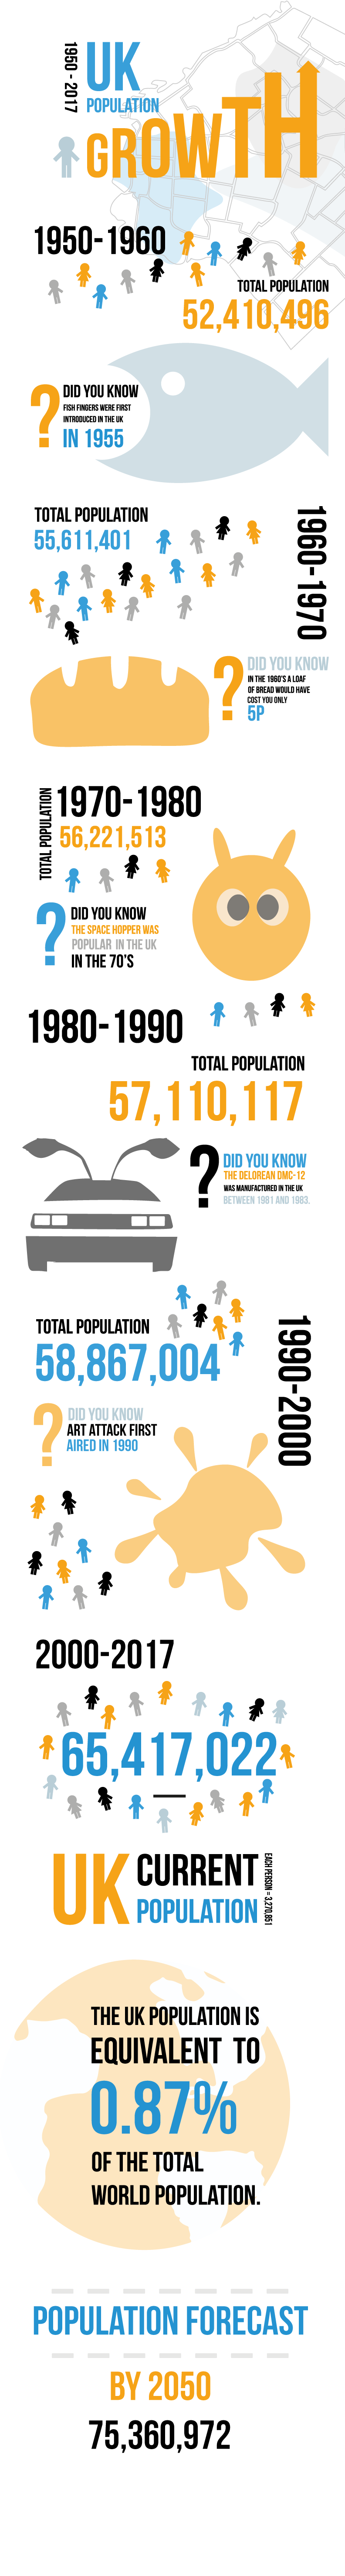 1950 - 2017
UK
POPULATION
GROWTH
1950-1960
TOTAL POPULATION
52,410,496
?
DID YOU KNOW
FISH FINGERS WERE FIRST
INTRODUCED IN THE UK
IN 1955
TOTAL POPULATION
55,611,401
1960-1970
?
DID YOU KNOW
IN THE 1960'S A LOAF
OF BREAD WOULD HAVE
COST YOU ONLY
5P
TOTAL POPULATION
1970-1980
56,221,513
?
DID YOU KNOW
THE SPACE HOPPER WAS
POPULAR IN THE UK
IN THE 70'S
1980-1990
TOTAL POPULATION
57,110,117
?
DID YOU KNOW
THE DELOREAN DMC-12
WAS MANUFACTURED IN THE UK
BETWEEN 1981 AND 1983.
TOTAL POPULATION
58,867,004
1990-2000
?
DID YOU KNOW
ART ATTACK FIRST
AIRED IN 1990
2000-2017
65,417,022
UK
CURRENT
POPULATION
EACH PERSON = 3,270,851
THE UK POPULATION IS
EQUIVALENT TO
0.87%
OF THE TOTAL
WORLD POPULATION.
POPULATION FORECAST
BY 2050
75,360,972